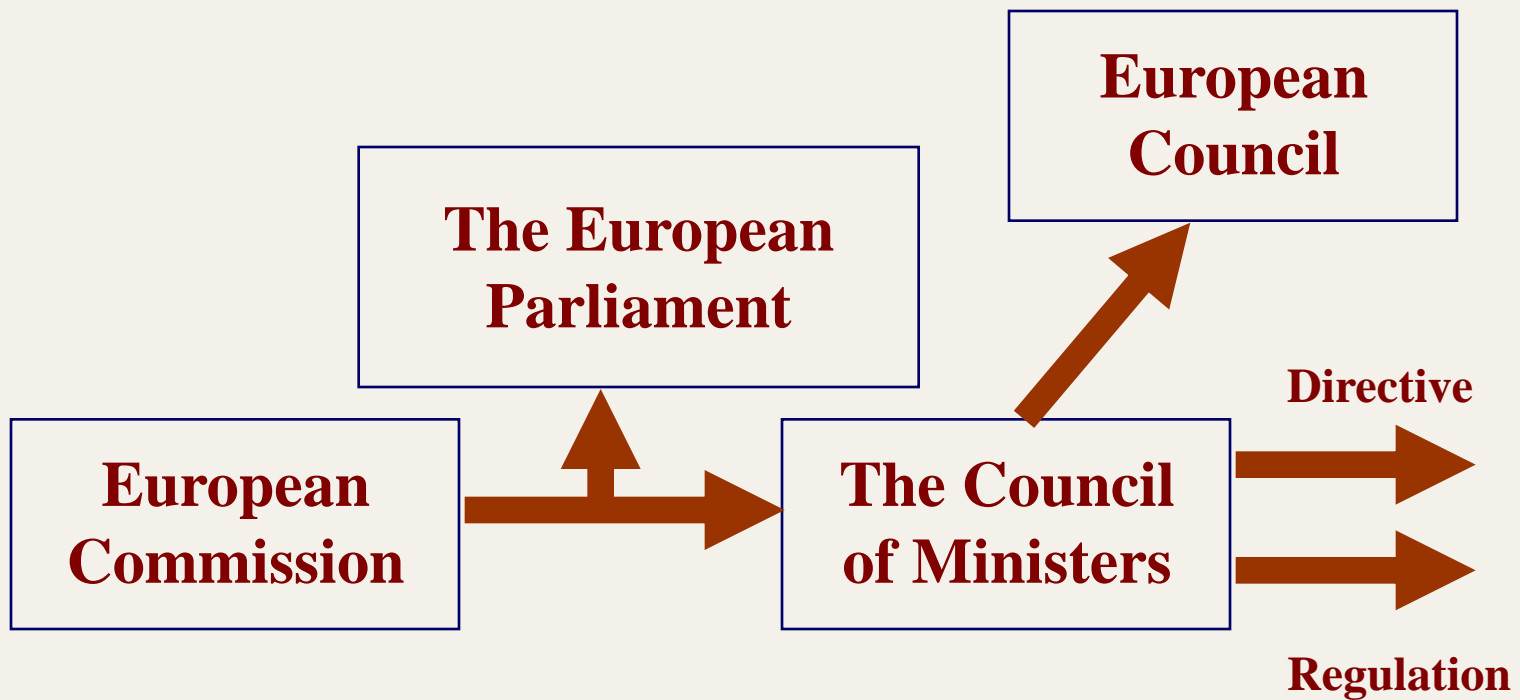 European
Council
The European
Parliament
Directive
European
Commission
The Council
of Ministers
Regulation